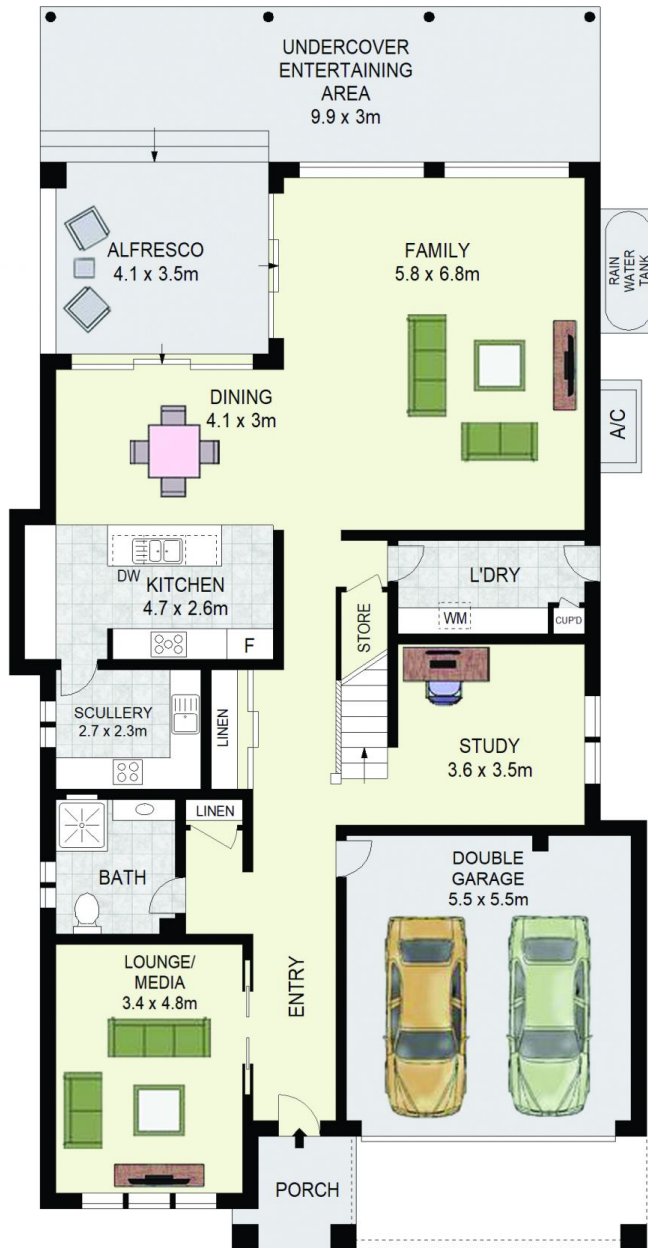 UNDERCOVER
ENTERTAINING
AREA
9.9 x 3m
ALFRESCO
4.1 x 3.5m
FAMILY
5.8 x 6.8m
RAIN
WATER
TANK
DINING
4.1 x 3m
A/C
DW
KITCHEN
4.7 x 2.6m
F
L'DRY
WM
CUP'D
STORE
SCULLERY
2.7 x 2.3m
LINEN
STUDY
3.6 x 3.5m
LINEN
BATH
DOUBLE
GARAGE
5.5 x 5.5m
LOUNGE/
MEDIA
3.4 x 4.8m
ENTRY
PORCH